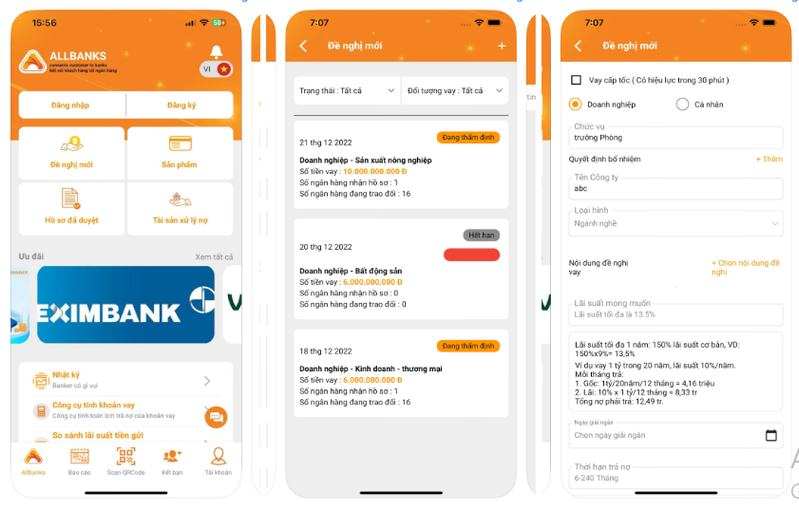 15:56
58
ALLBANKS
connects customer to banks
kết nối khách hàng tới ngân hàng
VI
Đăng nhập
Đăng ký
Đề nghị mới
Sản phẩm
Hồ sơ đã duyệt
Tài sản xử lý nợ
Ưu đãi
Xem tất cả
EXIMBANK
V
Nhật ký
Banker có gì vui
Công cụ tính khoản vay
Công cụ tính toán lịch trả nợ của khoản vay
So sánh lãi suất tiền gửi
Allbanks
Báo cáo
Scan QRCode
Kết bạn
Tài khoản
7:07
Đề nghị mới
+
Trạng thái : Tất cả
Đối tượng vay : Tất cả
21 thg 12 2022
Đang thẩm định
Doanh nghiệp - Sản xuất nông nghiệp
Số tiền vay : 10.000.000.000 Đ
Số ngân hàng nhận hồ sơ : 1
Số ngân hàng đang trao đổi : 16
20 thg 12 2022
Hết hạn
Doanh nghiệp - Bất động sản
Số tiền vay : 6.000.000.000 Đ
Số ngân hàng nhận hồ sơ : 0
Số ngân hàng đang trao đổi : 0
18 thg 12 2022
Đang thẩm định
Doanh nghiệp - Kinh doanh - thương mại
Số tiền vay : 6.000.000.000 Đ
Số ngân hàng nhận hồ sơ : 1
Số ngân hàng đang trao đổi : 16
tin
7:07
Đề nghị mới
Vay cấp tốc ( Có hiệu lực trong 30 phút )
Doanh nghiệp
Cá nhân
Chức vụ
trưởng Phòng
Quyết định bổ nhiệm
+ Thêm
Tên Công ty
abc
Loại hình
Ngành nghề
Nội dung đề nghị
vay
+ Chọn nội dung đề
nghị
Lãi suất mong muốn
Lãi suất tối đa là 13.5%
Lãi suất tối đa 1 năm: 150% lãi suất cơ bản, VD:
150%x9%= 13,5%
Ví dụ vay 1 tỷ trong 20 năm, lãi suất 10%/năm.
Mỗi tháng trả:
1. Gốc: 1tỷ/20năm/12 tháng = 4,16 triệu
2. Lãi: 10% x 1 tỷ/12 tháng = 8,33 tr
Tổng nợ phải trả: 12,49 tr.
Ngày giải ngân
Chọn ngày giải ngân
Thời hạn trả nợ
6-240 Tháng